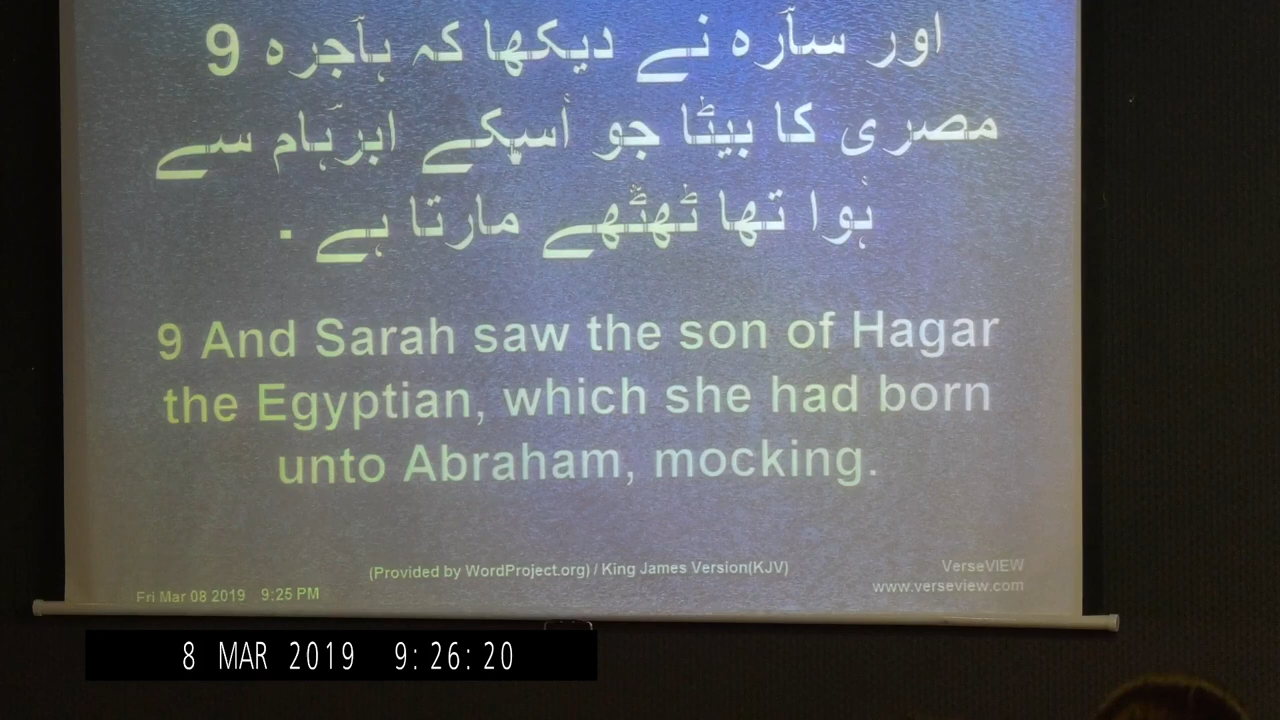 9 اور سآرہ نے دیکھا کہ ہآجرہ
مصری کا بیٹا جو اُسکے ابرہام سے
ہُوا تھا ٹھٹھے مارتا ہے .
9 And Sarah saw the son of Hagar
the Egyptian, which she had born
unto Abraham, mocking.
(Provided by WordProject.org) / King James Version(KJV)
VerseVIEW
www.verseview.com
Fri Mar 08 2019 9:25 PM
8 MAR 2019 9:26:20